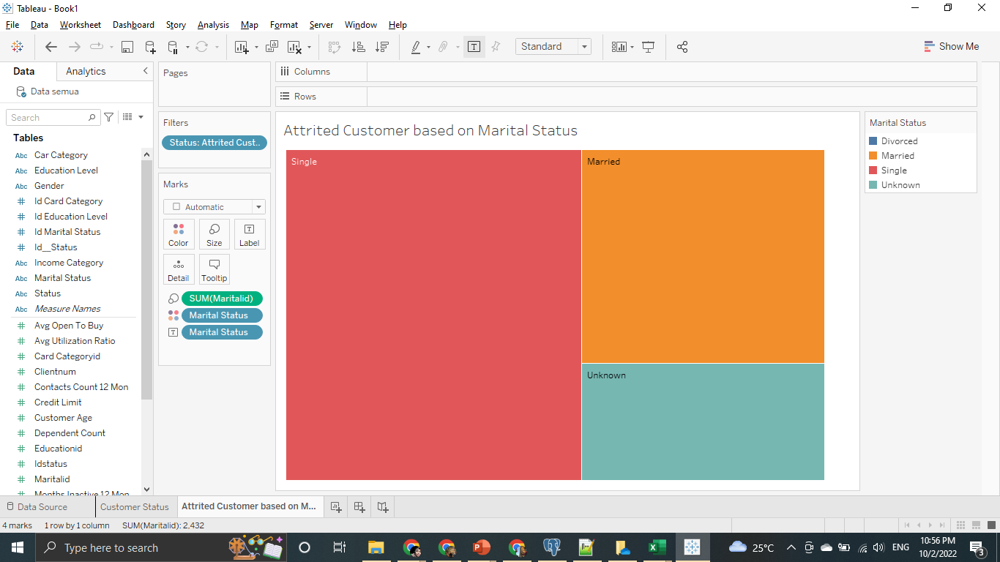 Tableau - Book1
File Data Worksheet Dashboard Story Analysis Map Format Server Window Help
Standard
Show Me
Data Analytics
Data semua
Search
Tables
Abc Car Category
Abc Education Level
Abc Gender
# Id Card Category
# Id Education Level
# Id Marital Status
# Id__Status
Abc Income Category
Abc Marital Status
Abc Status
Abc Measure Names
# Avg Open To Buy
# Avg Utilization Ratio
# Card Categoryid
# Clientnum
# Contacts Count 12 Mon
# Credit Limit
# Customer Age
# Dependent Count
# Educationid
# Idstatus
# Maritalid
# Months Inactive 12 Mon
Pages
Filters
Status: Attrited Cust..
Marks
Automatic
Color Size Label
Detail Tooltip
SUM(Maritalid)
Marital Status
Marital Status
Columns
Rows
Attrited Customer based on Marital Status
Single
Married
Unknown
Marital Status
Divorced
Married
Single
Unknown
Data Source Customer Status Attrited Customer based on M...
4 marks 1 row by 1 column SUM(Maritalid): 2,432
Type here to search
25°C
ENG
10:56 PM
10/2/2022
3